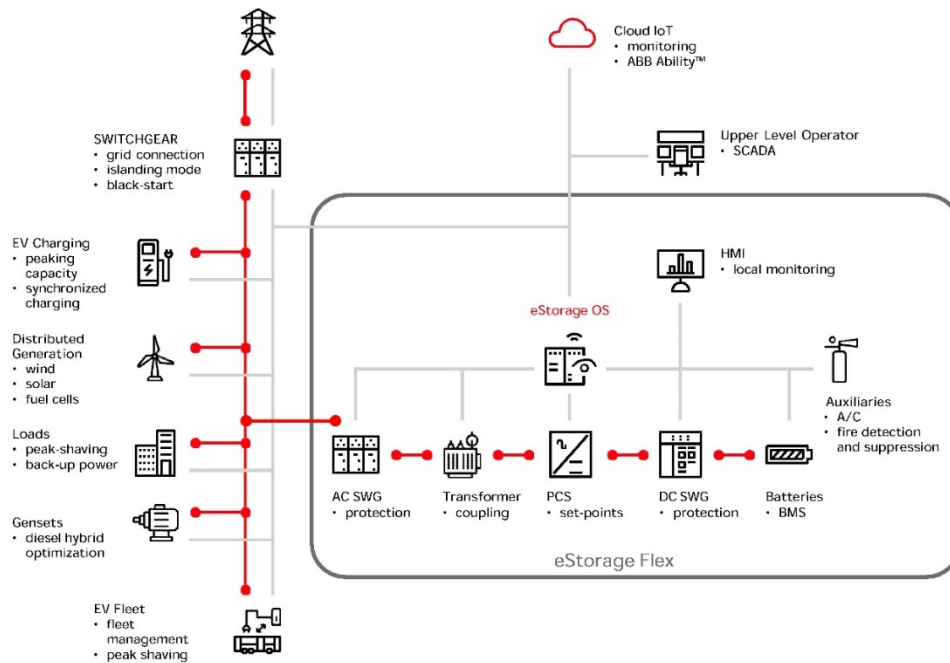 Cloud IoT
• monitoring
• ABB Ability™
SWITCHGEAR
• grid connection
• islanding mode
• black-start
Upper Level Operator
• SCADA
EV Charging
• peaking
capacity
• synchronized
charging
HMI
• local monitoring
eStorage OS
Distributed
Generation
• wind
• solar
• fuel cells
Auxiliaries
• A/C
• fire detection
and suppression
Loads
• peak-shaving
• back-up power
AC SWG
• protection
Transformer
• coupling
PCS
• set-points
DC SWG
• protection
Batteries
• BMS
Gensets
• diesel hybrid
optimization
eStorage Flex
EV Fleet
• fleet
management
• peak shaving